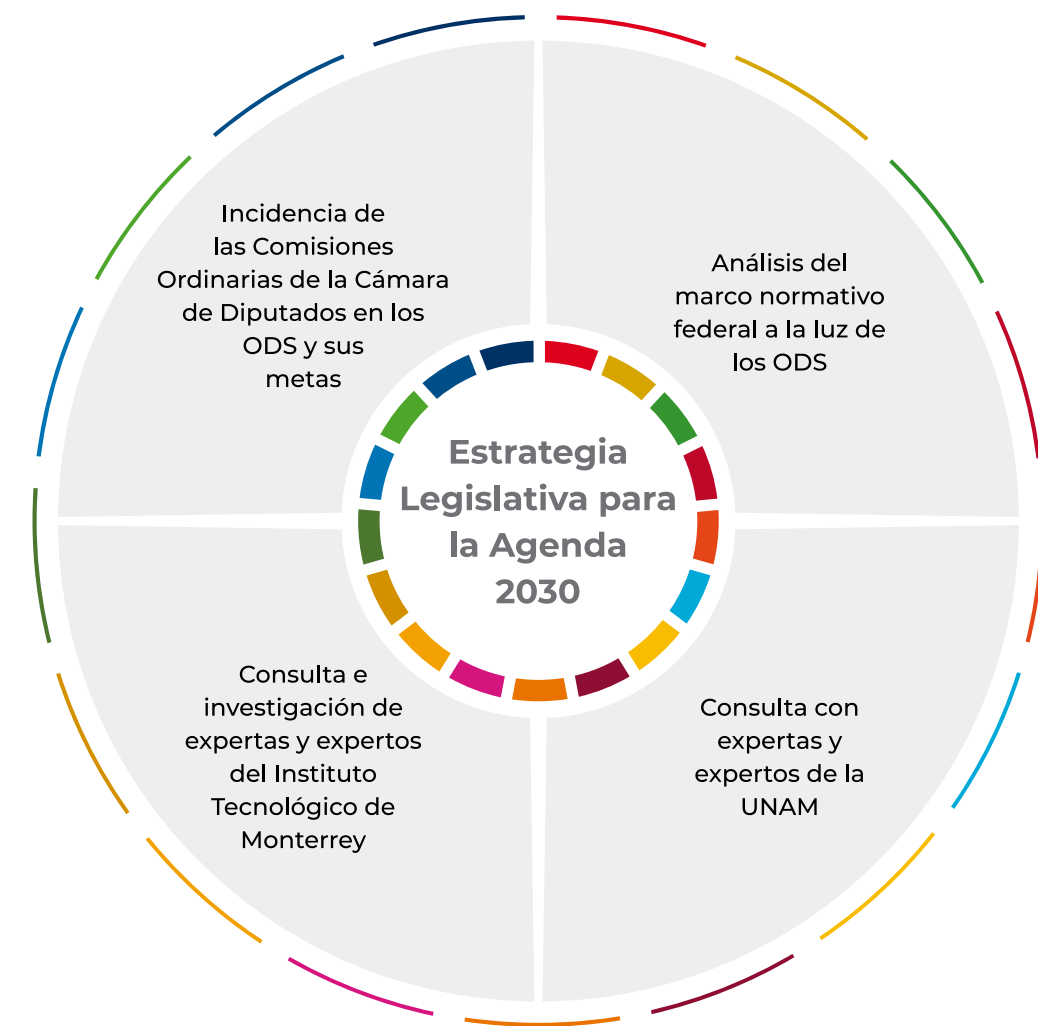 Incidencia de
las Comisiones
Ordinarias de la Cámara
de Diputados en los
ODS y sus
metas
Análisis del
marco normativo
federal a la luz de
los ODS
Estrategia
Legislativa para
la Agenda
2030
Consulta e
investigación de
expertas y expertos
del Instituto
Tecnológico de
Monterrey
Consulta con
expertas y
expertos de la
UNAM